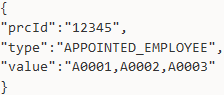 {
"prcId":"12345",
"type":"APPOINTED_EMPLOYEE",
"value":"A0001,A0002,A0003"
}